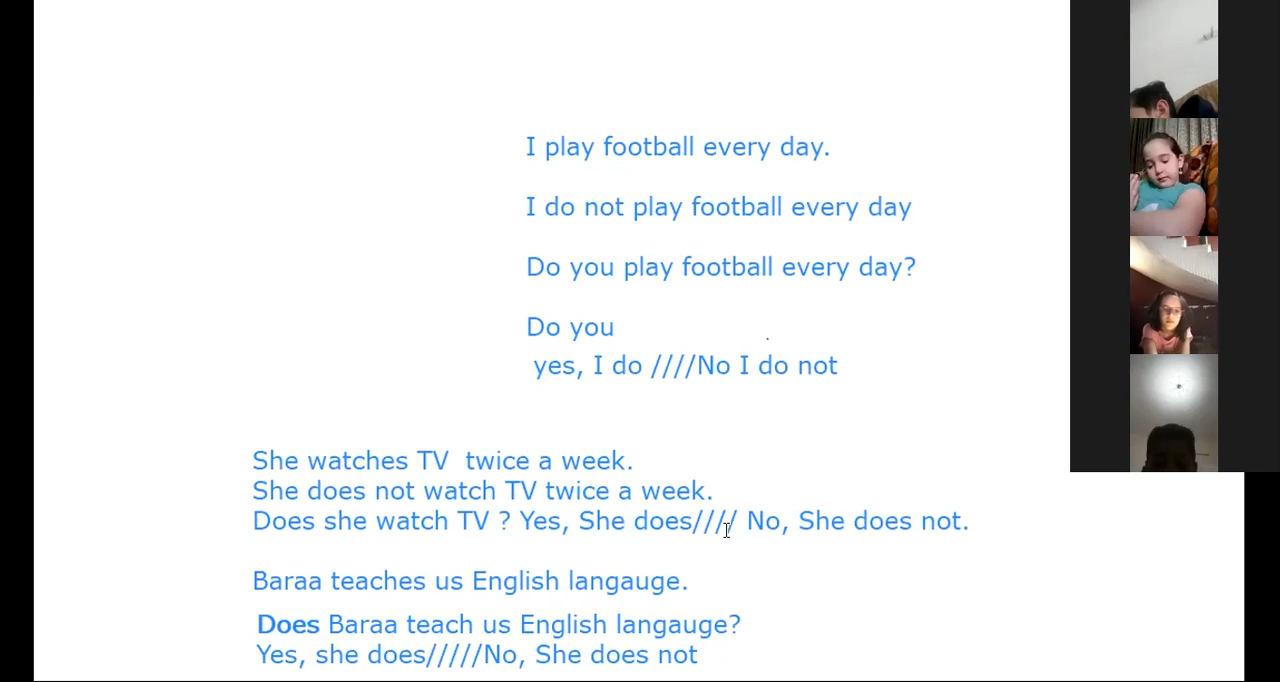 I play football every day.
I do not play football every day
Do you play football every day?
Do you
yes, I do ////No I do not
She watches TV  twice a week.
She does not watch TV twice a week.
Does she watch TV ? Yes, She does//// No, She does not.
Baraa teaches us English langauge.
Does Baraa teach us English langauge?
Yes, she does/////No, She does not